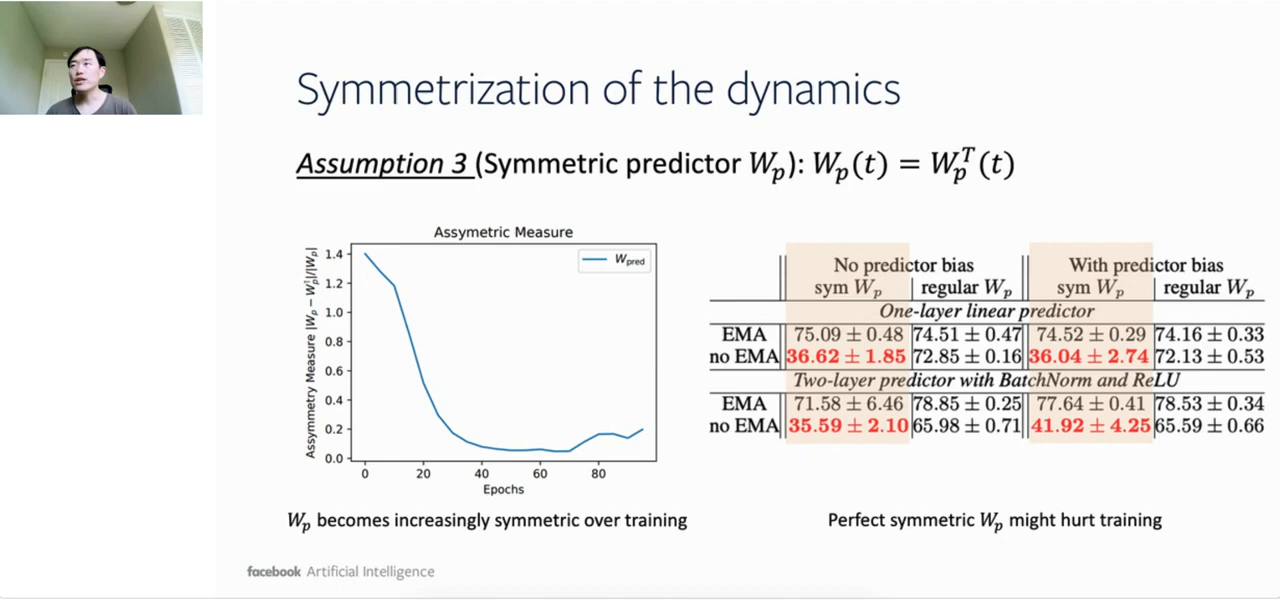 Symmetrization of the dynamics
Assumption 3 (Symmetric predictor Wₚ): Wₚ(t) = Wₚᵀ(t)
Assymetric Measure
Assymmetry Measure |Wₚ − Wₚᵀ|/|Wₚ|
1.4
1.2
1.0
0.8
0.6
0.4
0.2
0.0
W_pred
0 20 40 60 80
Epochs
Wₚ becomes increasingly symmetric over training
No predictor bias With predictor bias
sym Wₚ regular Wₚ sym Wₚ regular Wₚ
One-layer linear predictor
EMA 75.09 ± 0.48 74.51 ± 0.47 74.52 ± 0.29 74.16 ± 0.33
no EMA 36.62 ± 1.85 72.85 ± 0.16 36.04 ± 2.74 72.13 ± 0.53
Two-layer predictor with BatchNorm and ReLU
EMA 71.58 ± 6.46 78.85 ± 0.25 77.64 ± 0.41 78.53 ± 0.34
no EMA 35.59 ± 2.10 65.98 ± 0.71 41.92 ± 4.25 65.59 ± 0.66
Perfect symmetric Wₚ might hurt training
facebook Artificial Intelligence